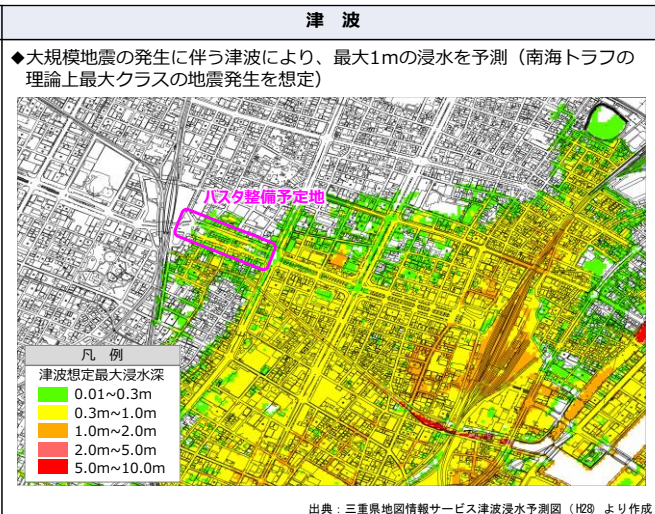 津 波
◆大規模地震の発生に伴う津波により、最大1mの浸水を予測（南海トラフの
理論上最大クラスの地震発生を想定）
バスタ整備予定地
凡 例
津波想定最大浸水深
0.01~0.3m
0.3m~1.0m
1.0m~2.0m
2.0m~5.0m
5.0m~10.0m
出典：三重県地図情報サービス津波浸水予測図（H28）より作成